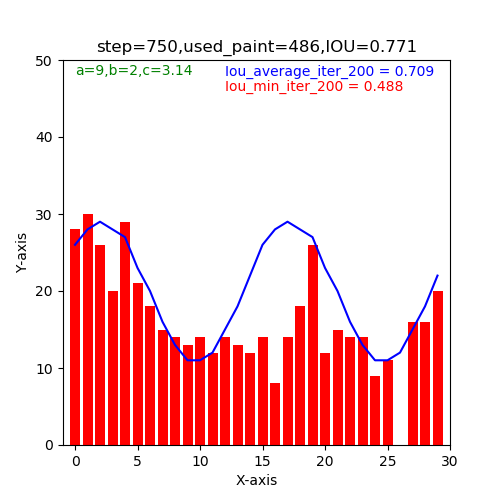 step=750,used_paint=486,IOU=0.771
a=9,b=2,c=3.14
Iou_average_iter_200 = 0.709
Iou_min_iter_200 = 0.488
50
40
30
20
10
0
Y-axis
0 5 10 15 20 25 30
X-axis